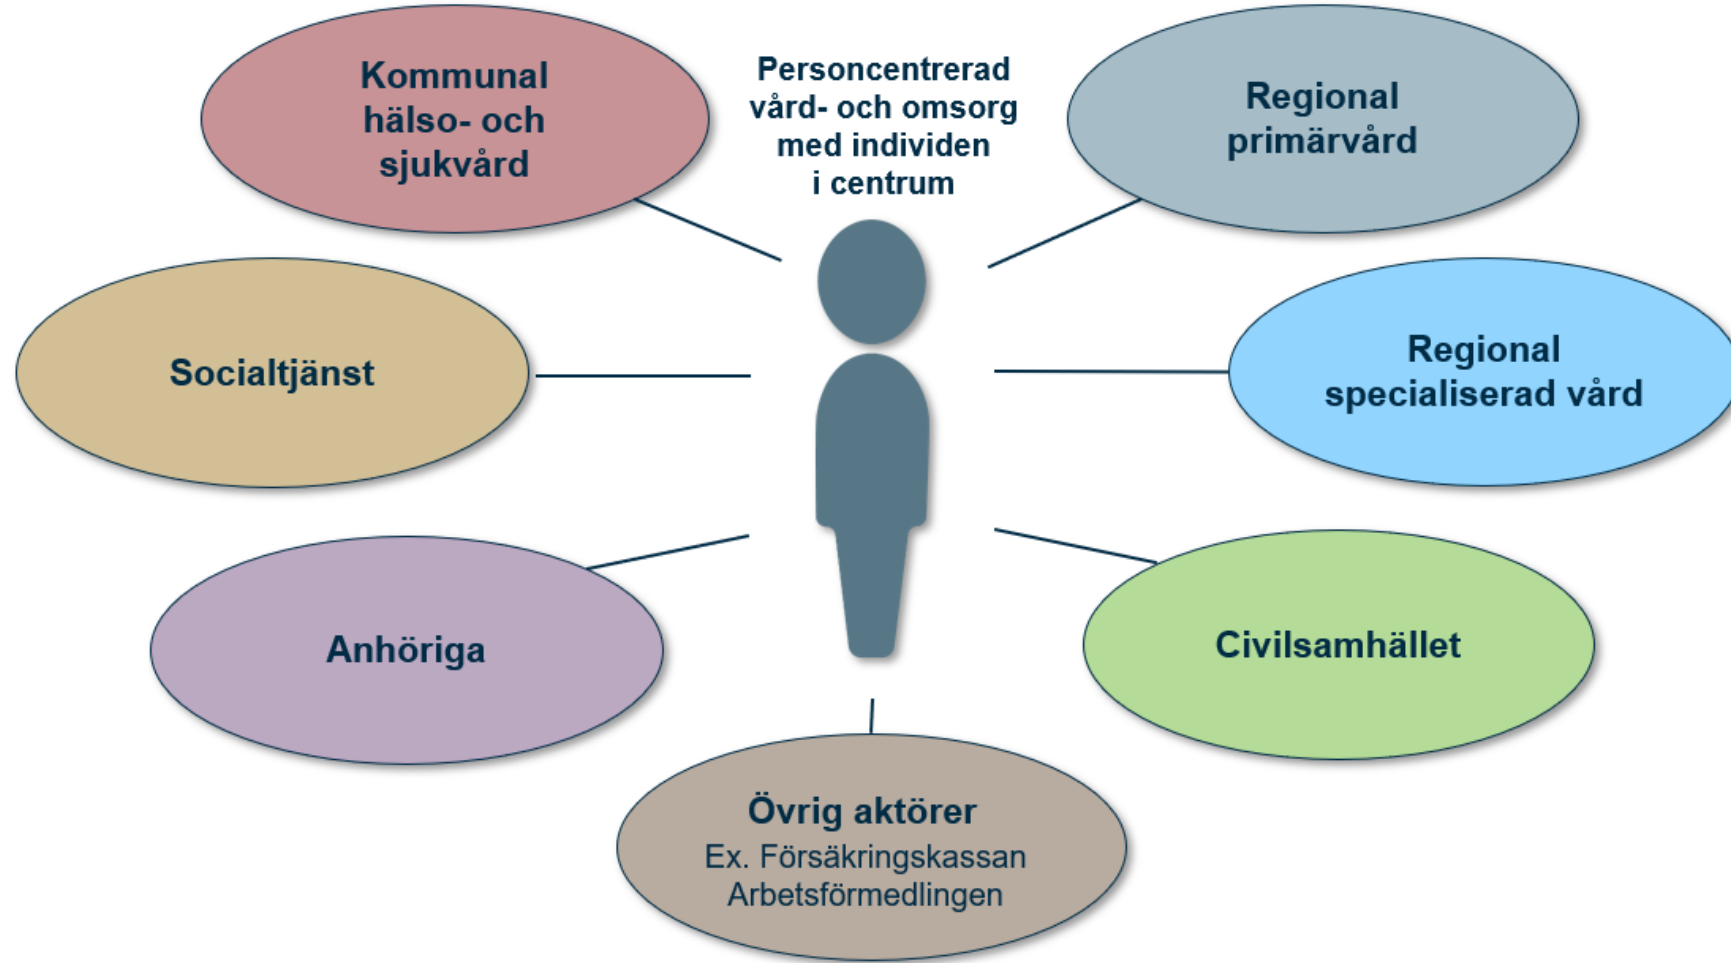 Kommunal
hälso- och
sjukvård
Personcentrerad
vård- och omsorg
med individen
i centrum
Regional
primärvård
Socialtjänst
Regional
specialiserad vård
Anhöriga
Civilsamhället
Övrig aktörer
Ex. Försäkringskassan
Arbetsförmedlingen